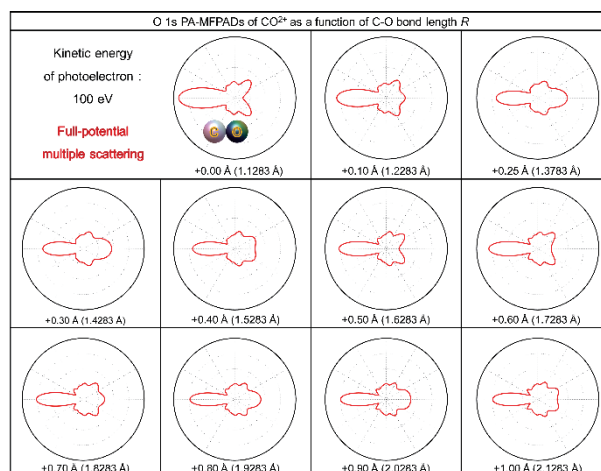 O 1s PA-MFPADs of CO²⁺ as a function of C-O bond length R
Kinetic energy
of photoelectron :
100 eV
Full-potential
multiple scattering
C O
+0.00 Å (1.1283 Å)
+0.10 Å (1.2283 Å)
+0.25 Å (1.3783 Å)
+0.30 Å (1.4283 Å)
+0.40 Å (1.5283 Å)
+0.50 Å (1.6283 Å)
+0.60 Å (1.7283 Å)
+0.70 Å (1.8283 Å)
+0.80 Å (1.9283 Å)
+0.90 Å (2.0283 Å)
+1.00 Å (2.1283 Å)